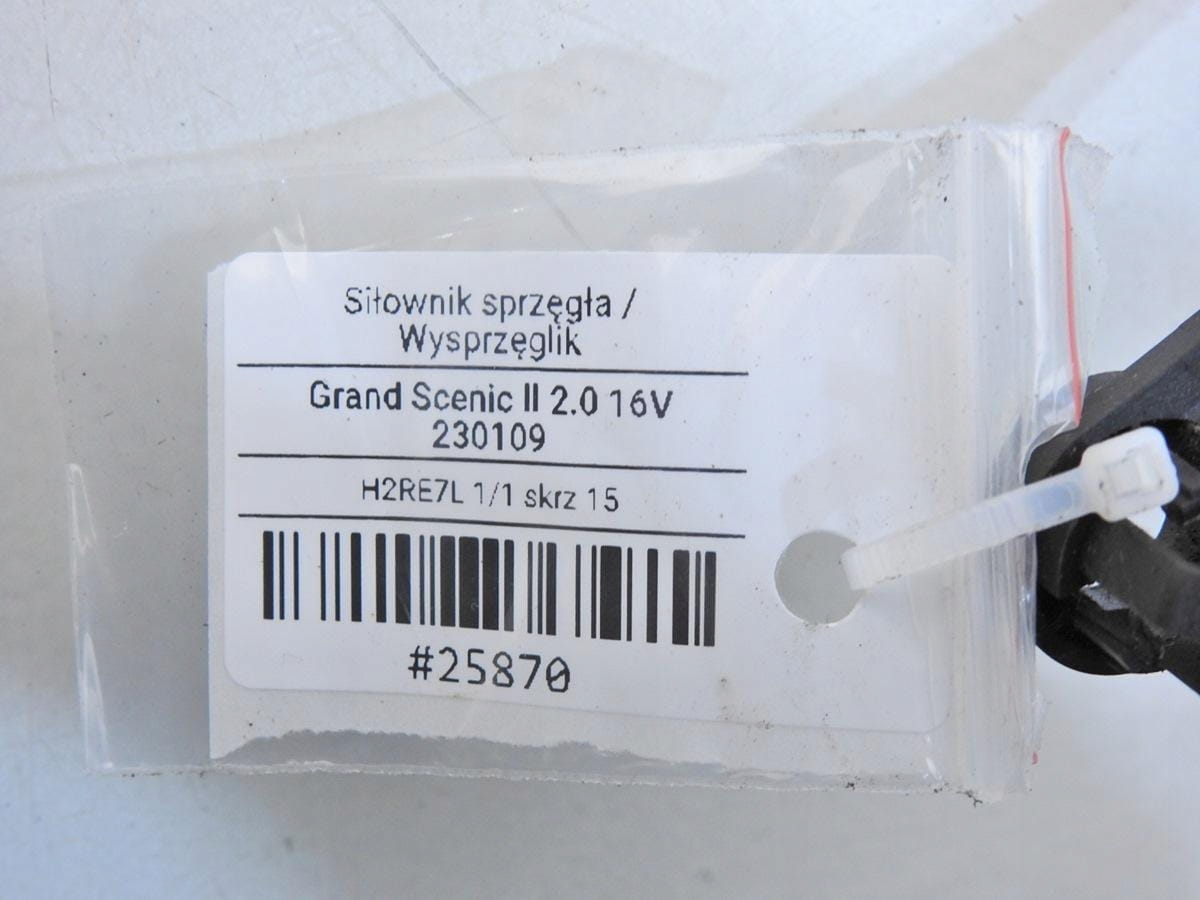 Siłownik sprzęgła /
Wysprzęglik
Grand Scenic II 2.0 16V
230109
H2RE7L 1/1 skrz 15
#25870